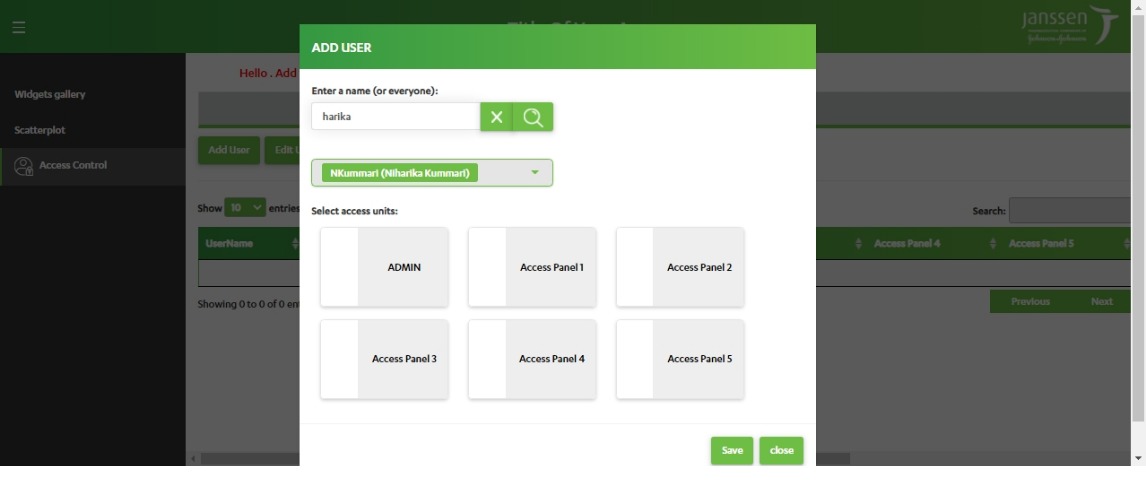 janssen
ADD USER
Hello . Add
Enter a name (or everyone):
Widgets gallery
harika
Scatterplot
Add User
Edit U
Access Control
NKummari (Niharika Kummari)
Show 10 entries
Select access units:
Search:
UserName
Access Panel 4
Access Panel 5
ADMIN
Access Panel 1
Access Panel 2
Showing 0 to 0 of 0 en
Previous
Next
Access Panel 3
Access Panel 4
Access Panel 5
Save
close